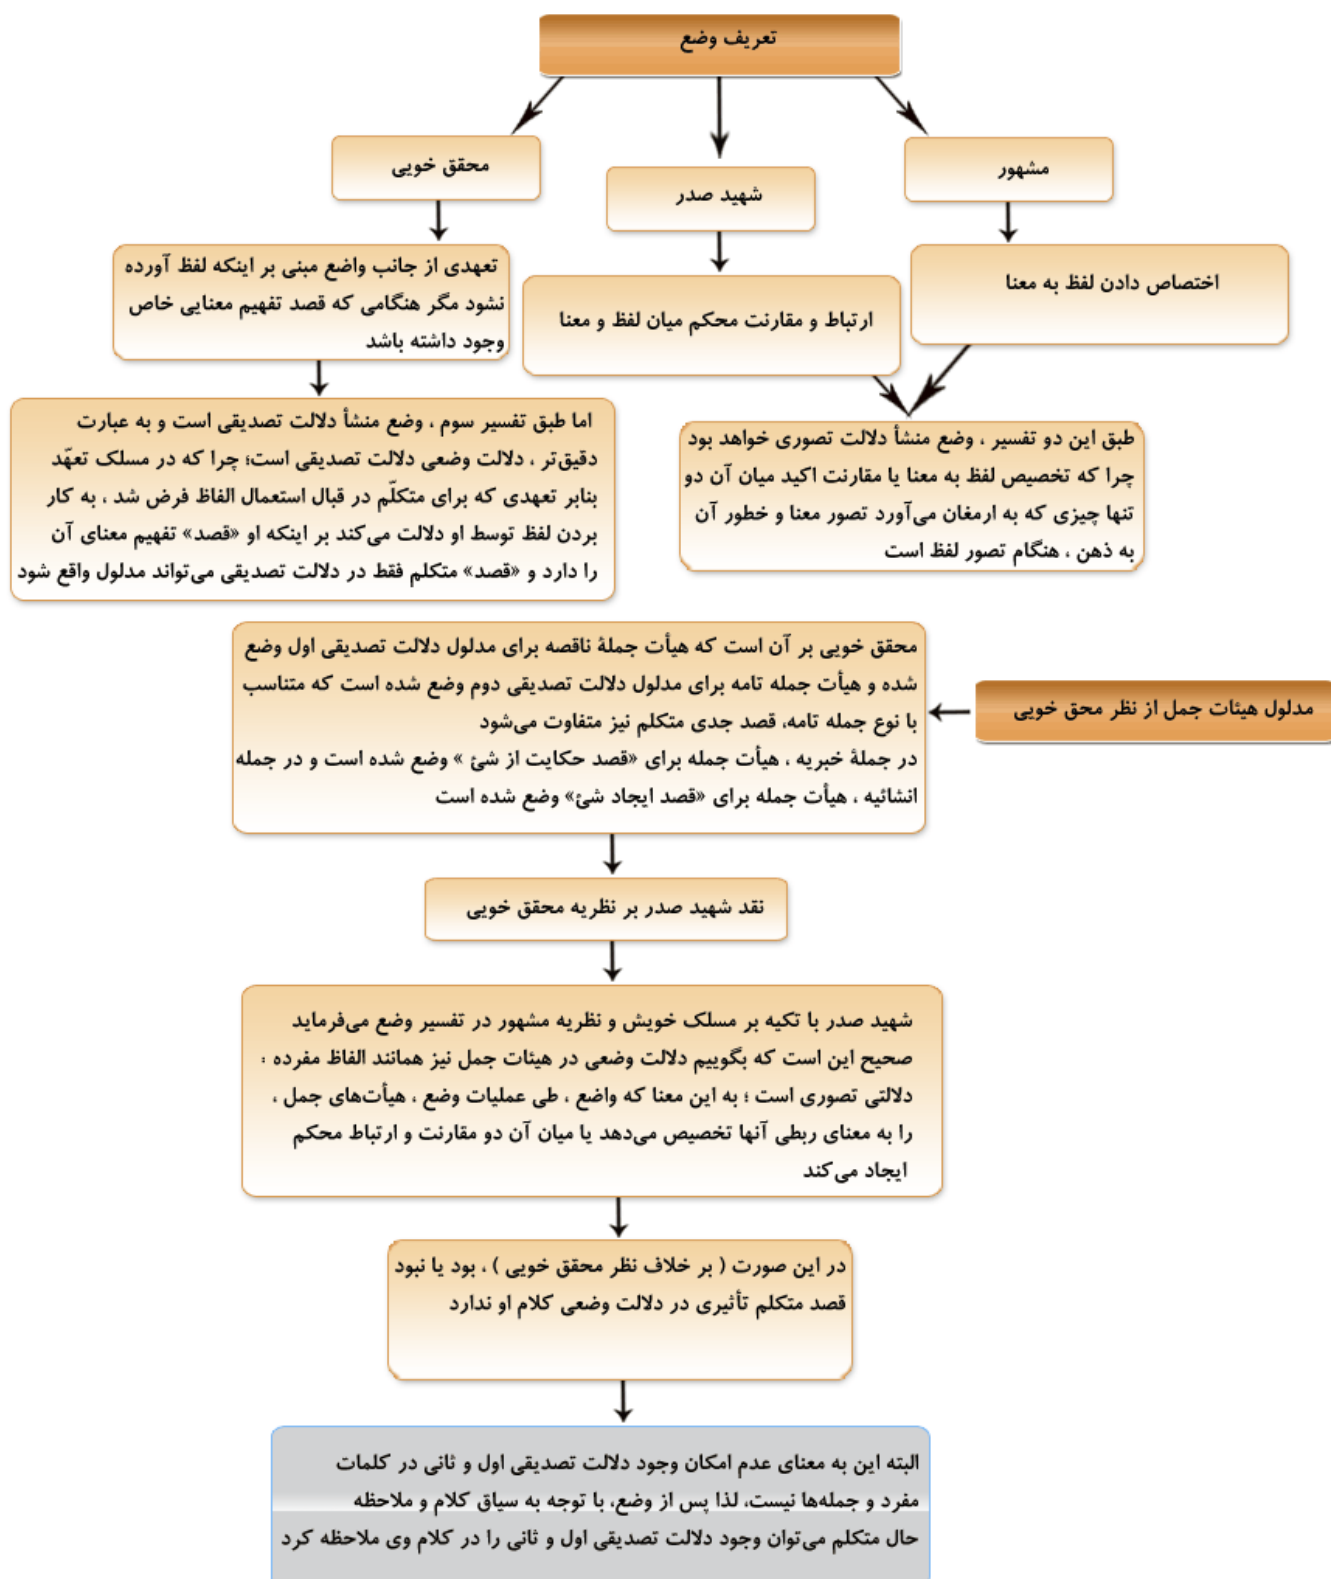 تعریف وضع
مشهور
شهید صدر
محقق خویی
اختصاص دادن لفظ به معنا
ارتباط و مقارنت محکم میان لفظ و معنا
تعهدی از جانب واضع مبنی بر اینکه لفظ آورده
نشود مگر هنگامی که قصد تفهیم معنایی خاص
وجود داشته باشد
طبق این دو تفسیر ، وضع منشأ دلالت تصوری خواهد بود
چرا که تخصیص لفظ به معنا یا مقارنت اکید میان آن دو
تنها چیزی که به ارمغان می‌آورد تصور معنا و خطور آن
به ذهن ، هنگام تصور لفظ است
اما طبق تفسیر سوم ، وضع منشأ دلالت تصدیقی است و به عبارت
دقیق‌تر ، دلالت وضعی دلالت تصدیقی است؛ چرا که در مسلک تعهّد
بنابر تعهدی که برای متکلّم در قبال استعمال الفاظ فرض شد ، به کار
بردن لفظ توسط او دلالت می‌کند بر اینکه او «قصد» تفهیم معنای آن
را دارد و «قصد» متکلم فقط در دلالت تصدیقی می‌تواند مدلول واقع شود
مدلول هیئات جمل از نظر محق خویی
محقق خویی بر آن است که هیأت جملهٔ ناقصه برای مدلول دلالت تصدیقی اول وضع
شده و هیأت جمله تامه برای مدلول دلالت تصدیقی دوم وضع شده است که متناسب
با نوع جمله تامه، قصد جدی متکلم نیز متفاوت می‌شود
در جملهٔ خبریه ، هیأت جمله برای «قصد حکایت از شئ » وضع شده است و در جمله
انشائیه ، هیأت جمله برای «قصد ایجاد شئ» وضع شده است
نقد شهید صدر بر نظریه محقق خویی
شهید صدر با تکیه بر مسلک خویش و نظریه مشهور در تفسیر وضع می‌فرماید
صحیح این است که بگوییم دلالت وضعی در هیئات جمل نیز همانند الفاظ مفرده :
دلالتی تصوری است ؛ به این معنا که واضع ، طی عملیات وضع ، هیأت‌های جمل ،
را به معنای ربطی آنها تخصیص می‌دهد یا میان آن دو مقارنت و ارتباط محکم
ایجاد می‌کند
در این صورت ( بر خلاف نظر محقق خویی ) ، بود یا نبود
قصد متکلم تأثیری در دلالت وضعی کلام او ندارد
البته این به معنای عدم امکان وجود دلالت تصدیقی اول و ثانی در کلمات
مفرد و جمله‌ها نیست، لذا پس از وضع، با توجه به سیاق کلام و ملاحظه
حال متکلم می‌توان وجود دلالت تصدیقی اول و ثانی را در کلام وی ملاحظه کرد